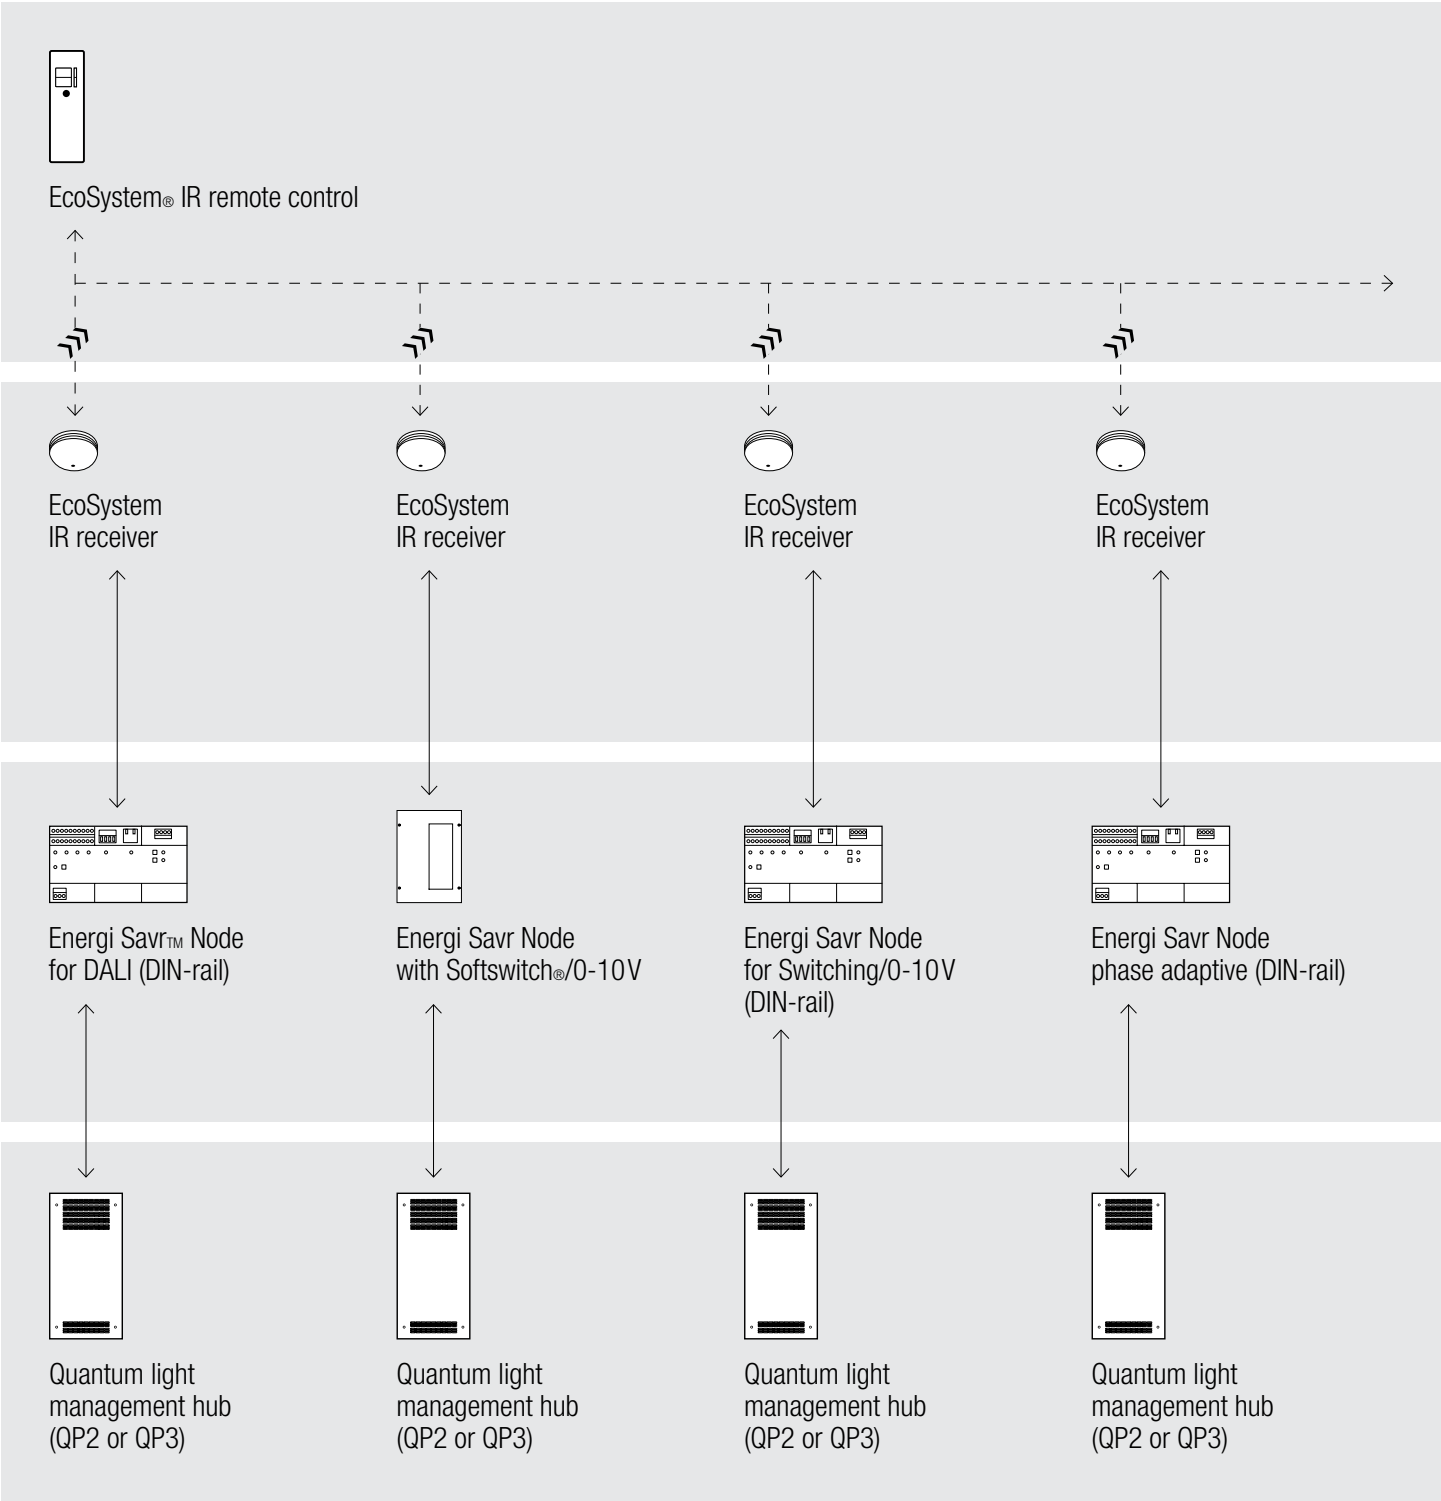 EcoSystem® IR remote control
EcoSystem
IR receiver
EcoSystem
IR receiver
EcoSystem
IR receiver
EcoSystem
IR receiver
Energi Savr™ Node
for DALI (DIN-rail)
Energi Savr Node
with Softswitch®/0-10V
Energi Savr Node
for Switching/0-10V
(DIN-rail)
Energi Savr Node
phase adaptive (DIN-rail)
Quantum light
management hub
(QP2 or QP3)
Quantum light
management hub
(QP2 or QP3)
Quantum light
management hub
(QP2 or QP3)
Quantum light
management hub
(QP2 or QP3)